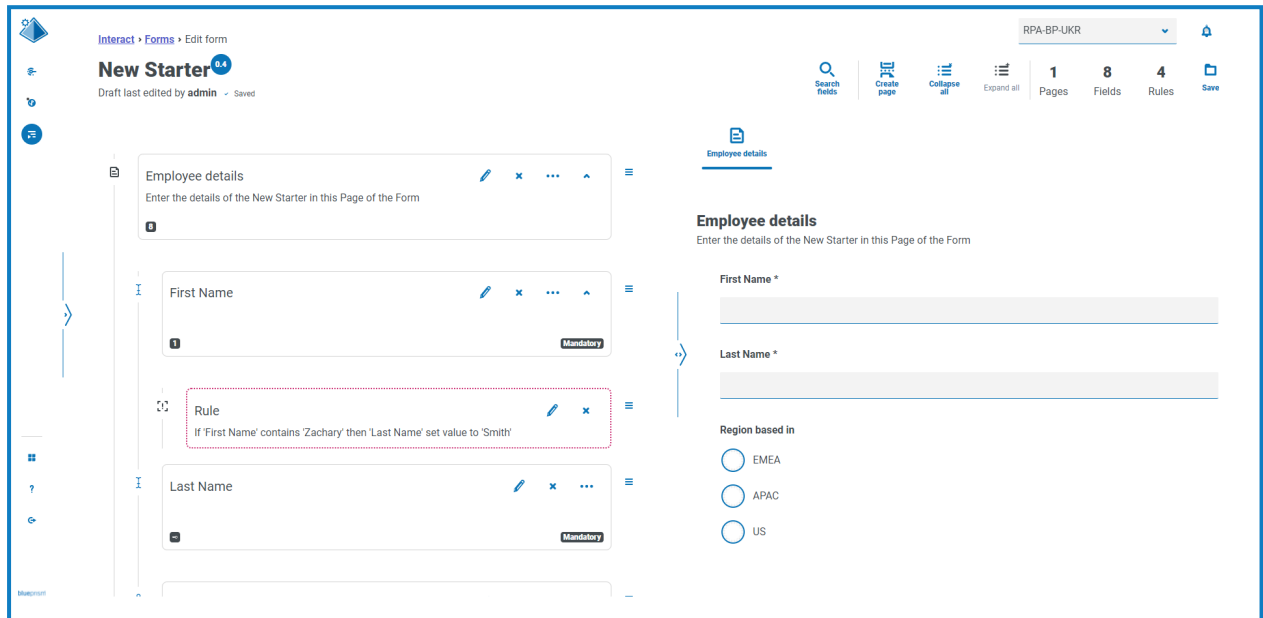 Interact › Forms › Edit form
RPA-BP-UKR
New Starter 0.4
Draft last edited by admin Saved
Search fields
Create page
Collapse all
Expand all
1 Pages
8 Fields
4 Rules
Save
Employee details
Enter the details of the New Starter in this Page of the Form
8
First Name
1
Mandatory
Rule
If 'First Name' contains 'Zachary' then 'Last Name' set value to 'Smith'
Last Name
Mandatory
Employee details
Employee details
Enter the details of the New Starter in this Page of the Form
First Name *
Last Name *
Region based in
EMEA
APAC
US
?
blueprism